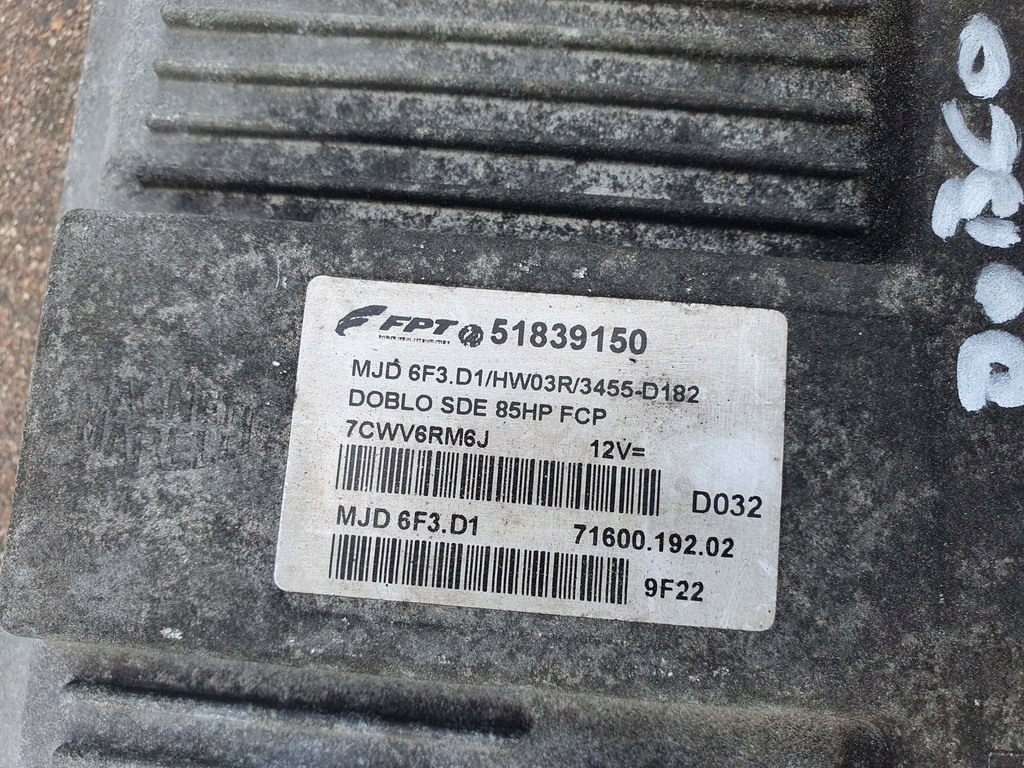 FPT 51839150
MJD 6F3.D1/HW03R/3455-D182
DOBLO SDE 85HP FCP
7CWV6RM6J 12V=
D032
MJD 6F3.D1 71600.192.02
9F22